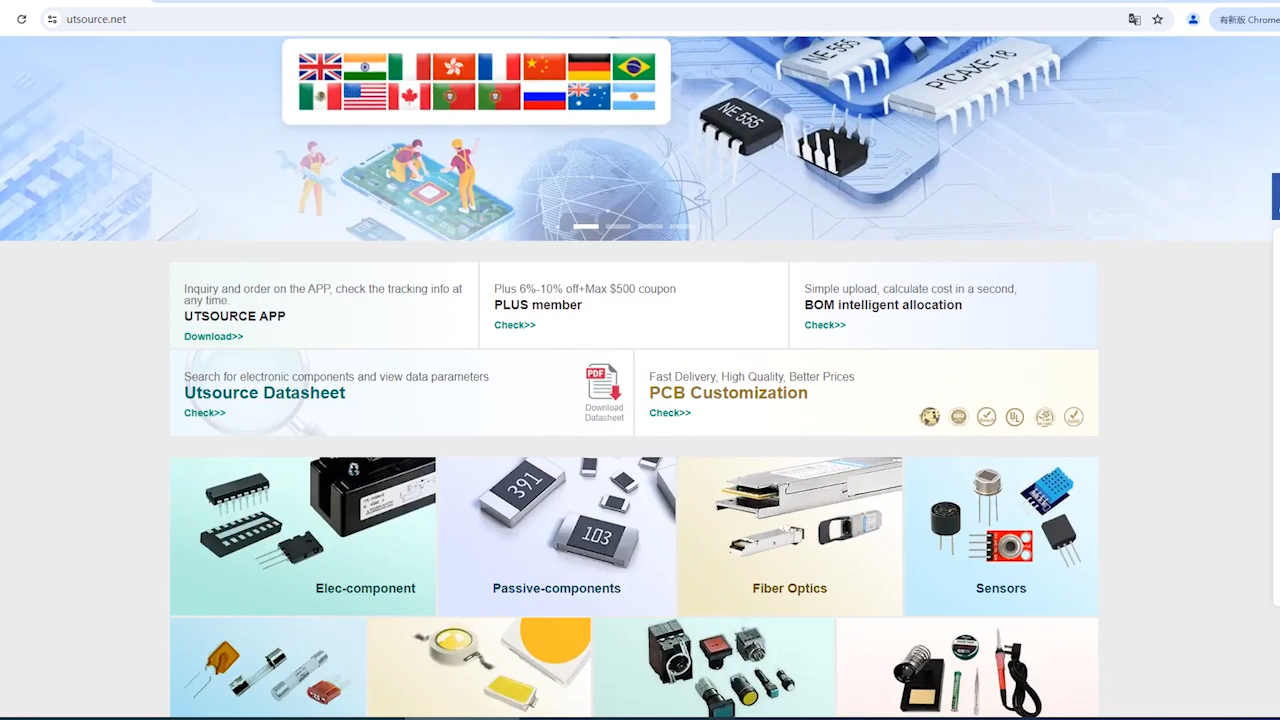 utsource.net
有新版 Chrome
NE 555
PICAXE-18
NE 555
Inquiry and order on the APP, check the tracking info at
any time.
UTSOURCE APP
Download>>
Plus 6%-10% off+Max $500 coupon
PLUS member
Check>>
Simple upload, calculate cost in a second,
BOM intelligent allocation
Check>>
Search for electronic components and view data parameters
Utsource Datasheet
Check>>
PDF
Download
Datasheet
Fast Delivery, High Quality, Better Prices
PCB Customization
Check>>
UL
391
103
Elec-component
Passive-components
Fiber Optics
Sensors